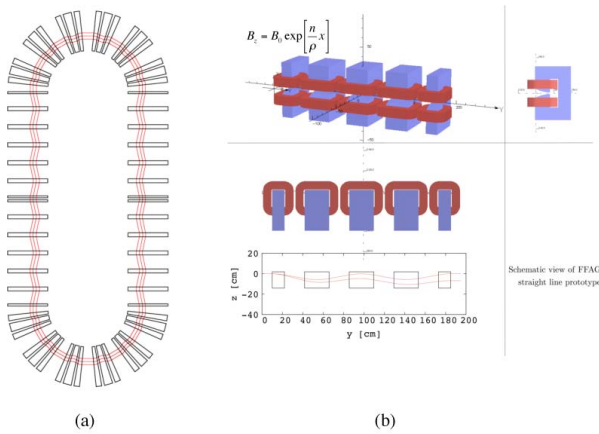 B_z = B_0 exp[n/ρ x]
Schematic view of FFAG
straight line prototype
20
0
-20
-40
z [cm]
0 20 40 60 80 100 120 140 160 180 200
y [cm]
(a)
(b)